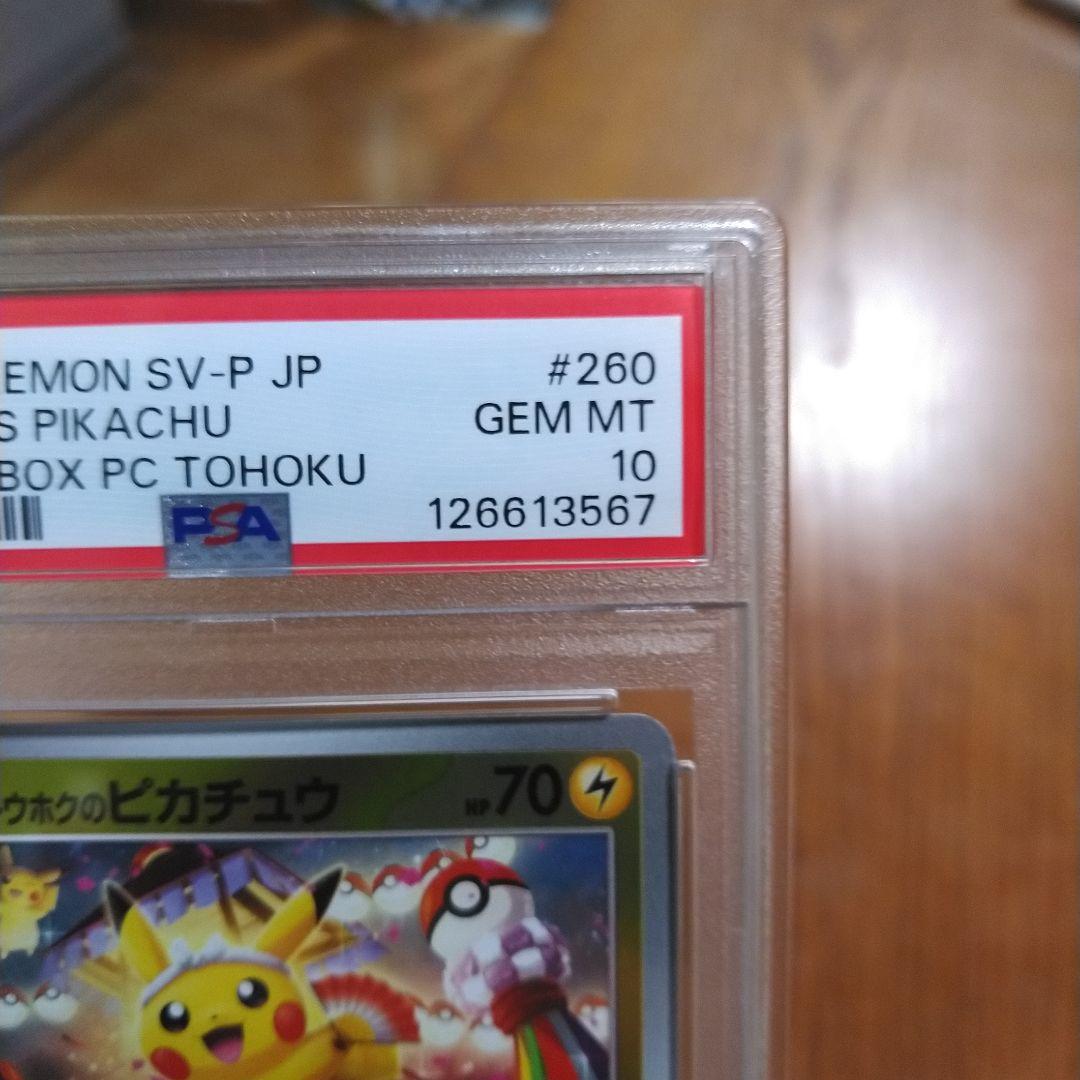 EMON SV-P JP #260
S PIKACHU GEM MT
BOX PC TOHOKU 10
PSA 126613567
ウホクのピカチュウ HP70